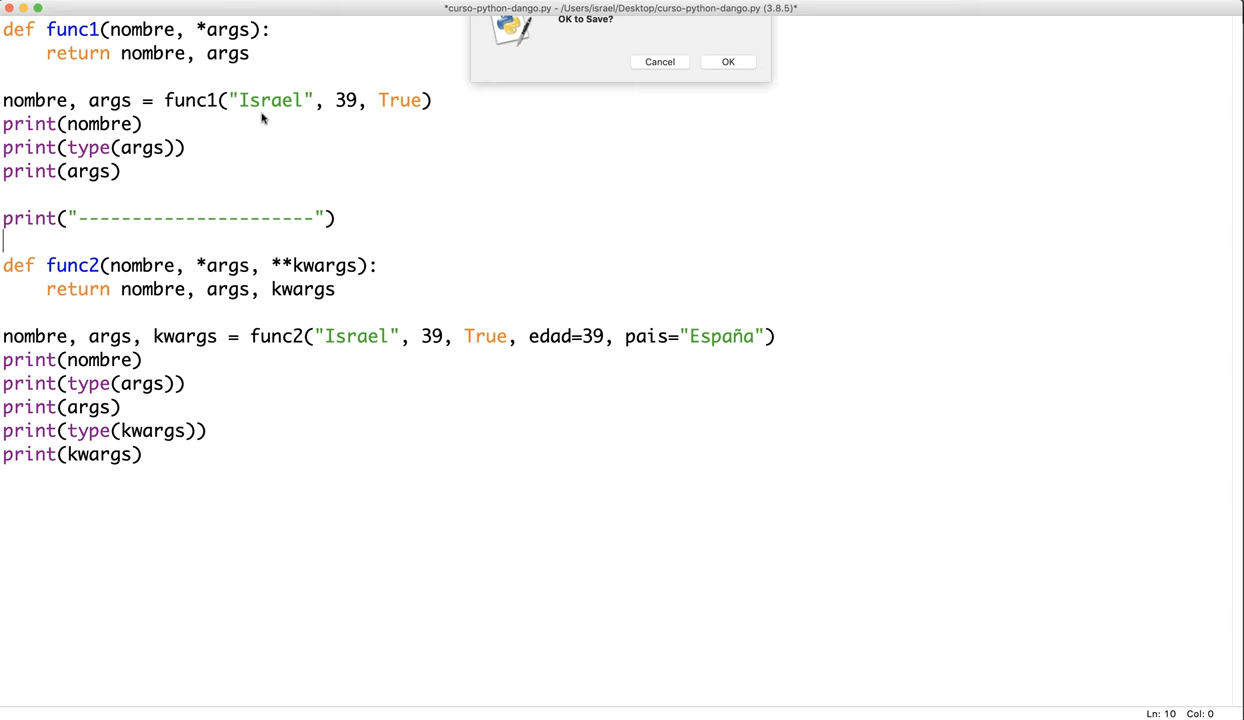 *curso-python-dango.py - /Users/israel/Desktop/curso-python-dango.py (3.8.5)*
OK to Save?
Cancel OK
def func1(nombre, *args):
    return nombre, args
nombre, args = func1("Israel", 39, True)
print(nombre)
print(type(args))
print(args)
print("----------------------")
def func2(nombre, *args, **kwargs):
    return nombre, args, kwargs
nombre, args, kwargs = func2("Israel", 39, True, edad=39, pais="España")
print(nombre)
print(type(args))
print(args)
print(type(kwargs))
print(kwargs)
Ln: 10 Col: 0